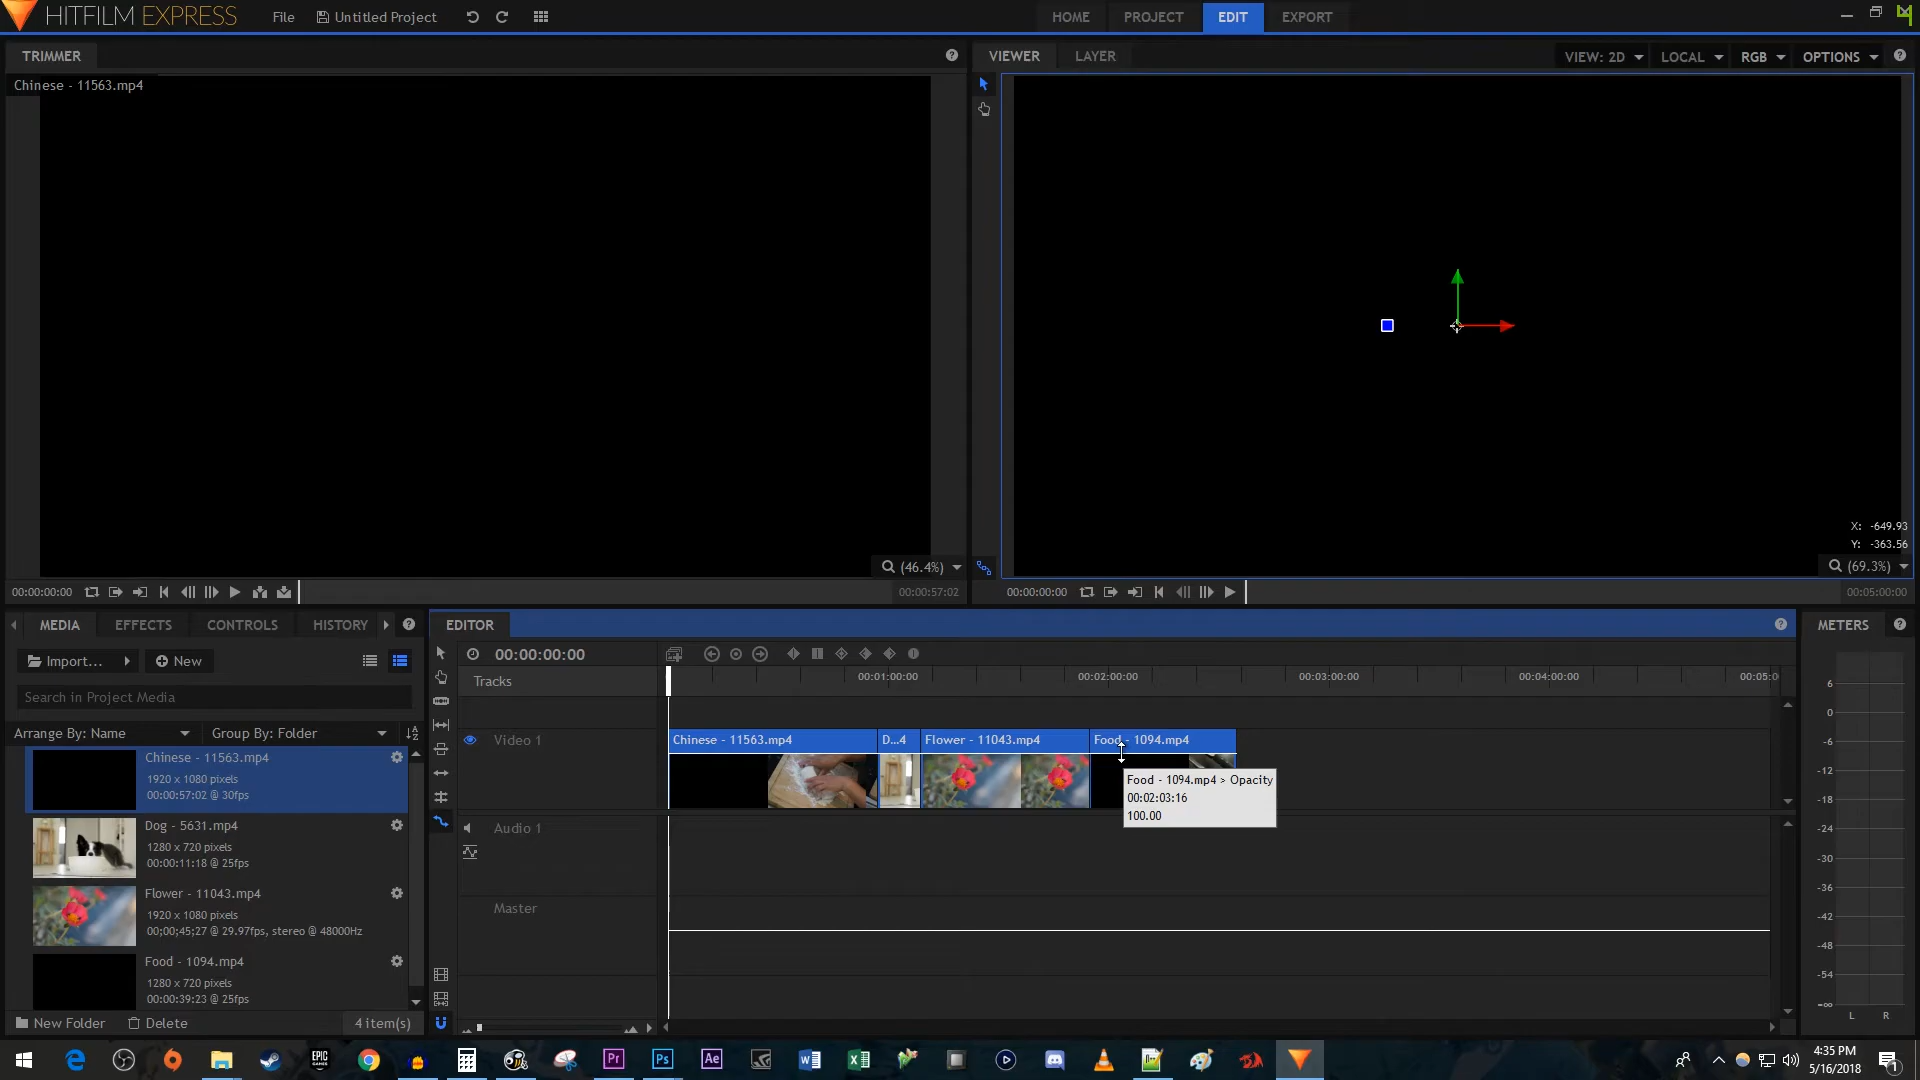 HITFILM EXPRESS File Untitled Project HOME PROJECT EDIT EXPORT
TRIMMER
Chinese - 11563.mp4
(46.4%)
00:00:00:00 00:00:57:02
VIEWER LAYER VIEW: 2D LOCAL RGB OPTIONS
X: -649.93
Y: -363.56
(69.3%)
00:00:00:00 00:05:00:00
MEDIA EFFECTS CONTROLS HISTORY
Import... New
Search in Project Media
Arrange By: Name Group By: Folder
Chinese - 11563.mp4
1920 x 1080 pixels
00:00:57:02 @ 30fps
Dog - 5631.mp4
1280 x 720 pixels
00:00:11:18 @ 25fps
Flower - 11043.mp4
1920 x 1080 pixels
00;00;45;27 @ 29.97fps, stereo @ 48000Hz
Food - 1094.mp4
1280 x 720 pixels
00:00:39:23 @ 25fps
New Folder Delete 4 item(s)
EDITOR
00:00:00:00
Tracks 00:01:00:00 00:02:00:00 00:03:00:00 00:04:00:00 00:05:0
Video 1 Chinese - 11563.mp4 D...4 Flower - 11043.mp4 Food - 1094.mp4
Food - 1094.mp4 > Opacity
00:02:03:16
100.00
Audio 1
Master
METERS
6
0
-6
-12
-18
-24
-30
-36
-42
-48
-54
-∞
L R
EPIC GAMES Pr Ps Ae
4:35 PM
5/16/2018
1